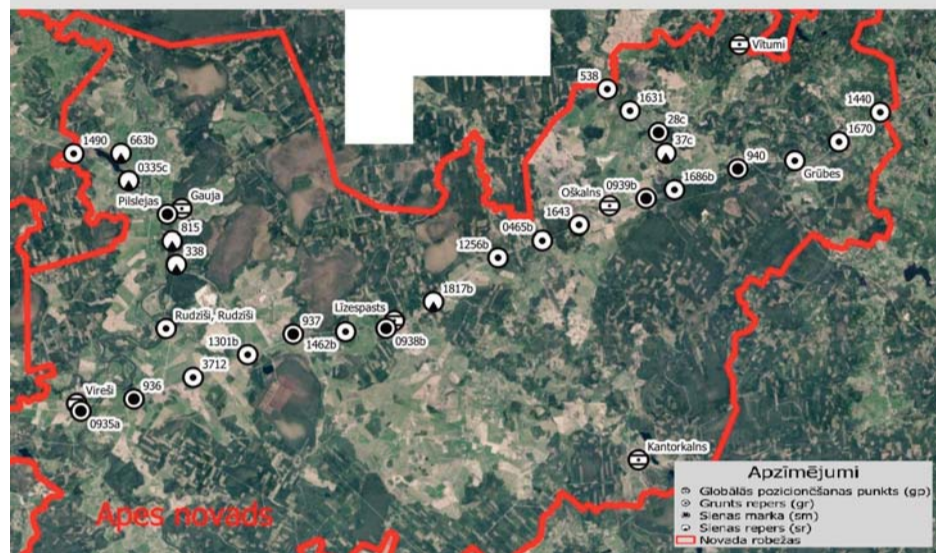 Vitumi
538
1631
1440
28c
1670
1490
663b
37c
0335c
940
Grūbes
Pilslejas
Gauja
Oškalns
0939b
1686b
815
1643
0465b
338
1256b
1817b
Rudzīši, Rudzīši
Līzespasts
937
1301b
1462b
0938b
3712
Vireši
936
0935a
Kantorkalns
Apes novads
Apzīmējumi
Globālās pozicionēšanas punkts (gp)
Grunts repers (gr)
Sienas marka (sm)
Sienas repers (sr)
Novada robežas